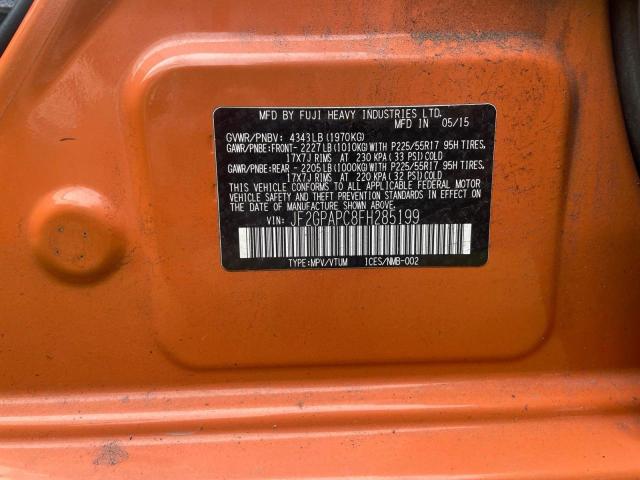 MFD BY FUJI HEAVY INDUSTRIES LTD.
MFD IN 05/15
GVWR/PNBV: 4343LB(1970KG)
GAWR/PNBE:FRONT-2227LB(1010KG)WITH P225/55R17 95H TIRES,
17X7J RIMS AT 230 KPA(33 PSI)COLD
GAWR/PNBE:REAR -2205LB(1000KG)WITH P225/55R17 95H TIRES,
17X7J RIMS AT 220 KPA(32 PSI)COLD
THIS VEHICLE CONFORMS TO ALL APPLICABLE FEDERAL MOTOR
VEHICLE SAFETY, BUMPER, AND THEFT PREVENTION STANDARDS IN EFFECT
ON THE DATE OF MANUFACTURE SHOWN ABOVE.
VIN: JF2GPAPC8FH285199
TYPE:MPV/VTUM ICES/NMB-002